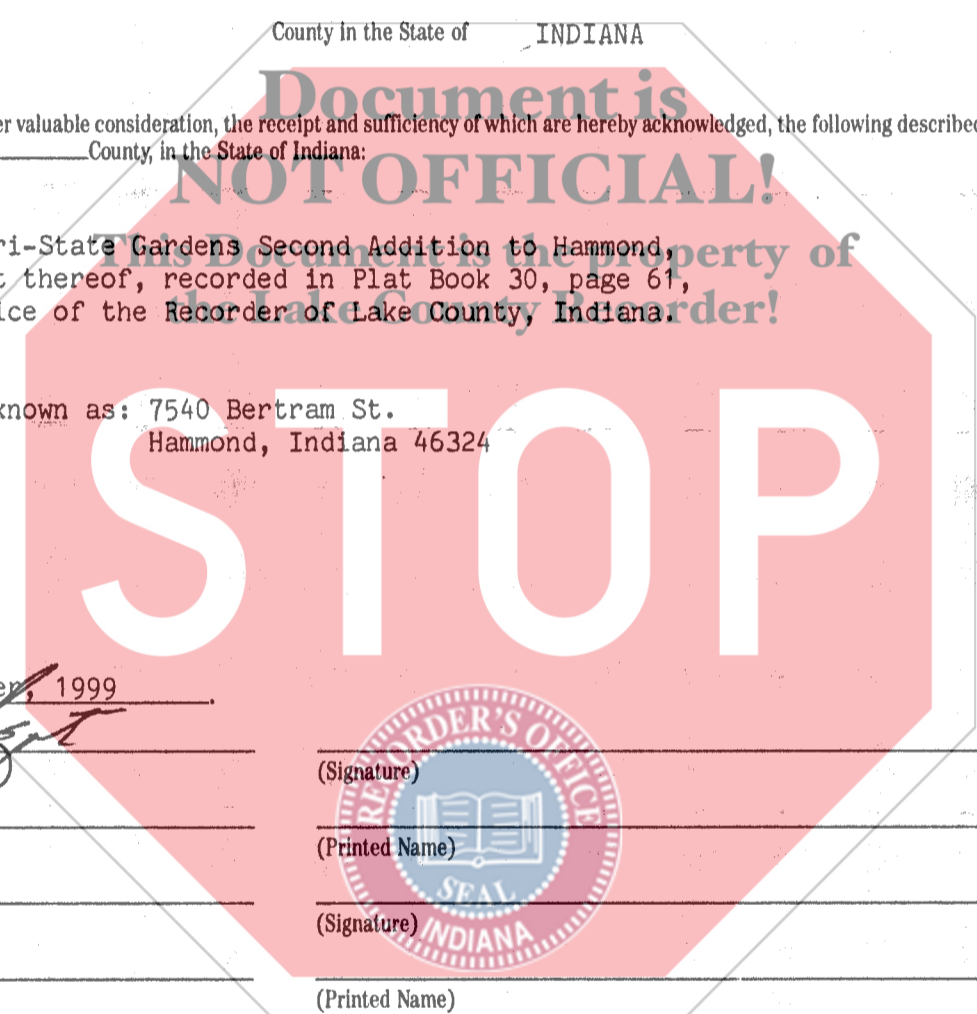 County in the State of INDIANA
Document is
er valuable consideration, the receipt and sufficiency of which are hereby acknowledged, the following described
County, in the State of Indiana:
NOT OFFICIAL!
ri-State Gardens Second Addition to Hammond,
This Document is the property of
t thereof, recorded in Plat Book 30, page 61,
ice of the Recorder of Lake County, Indiana.
the Lake County Recorder!
known as: 7540 Bertram St.
Hammond, Indiana 46324
STOP
er, 1999
RECORDER'S OFFICE
(Signature)
(Printed Name)
SEAL
(Signature)
INDIANA
(Printed Name)